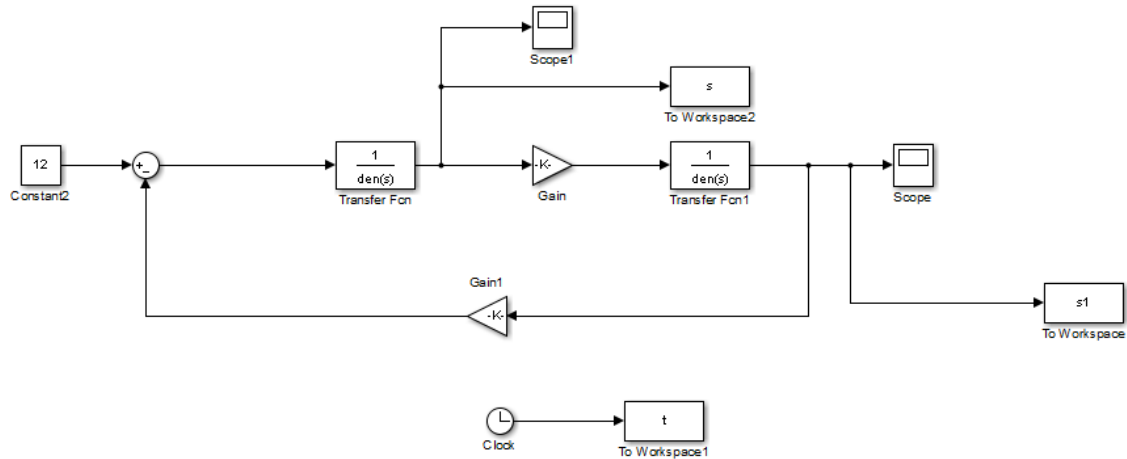 Scope1
s
To Workspace2
12
Constant2
+
-
1
den(s)
Transfer Fcn
-K-
Gain
1
den(s)
Transfer Fcn1
Scope
Gain1
-K-
s1
To Workspace
Clock
t
To Workspace1